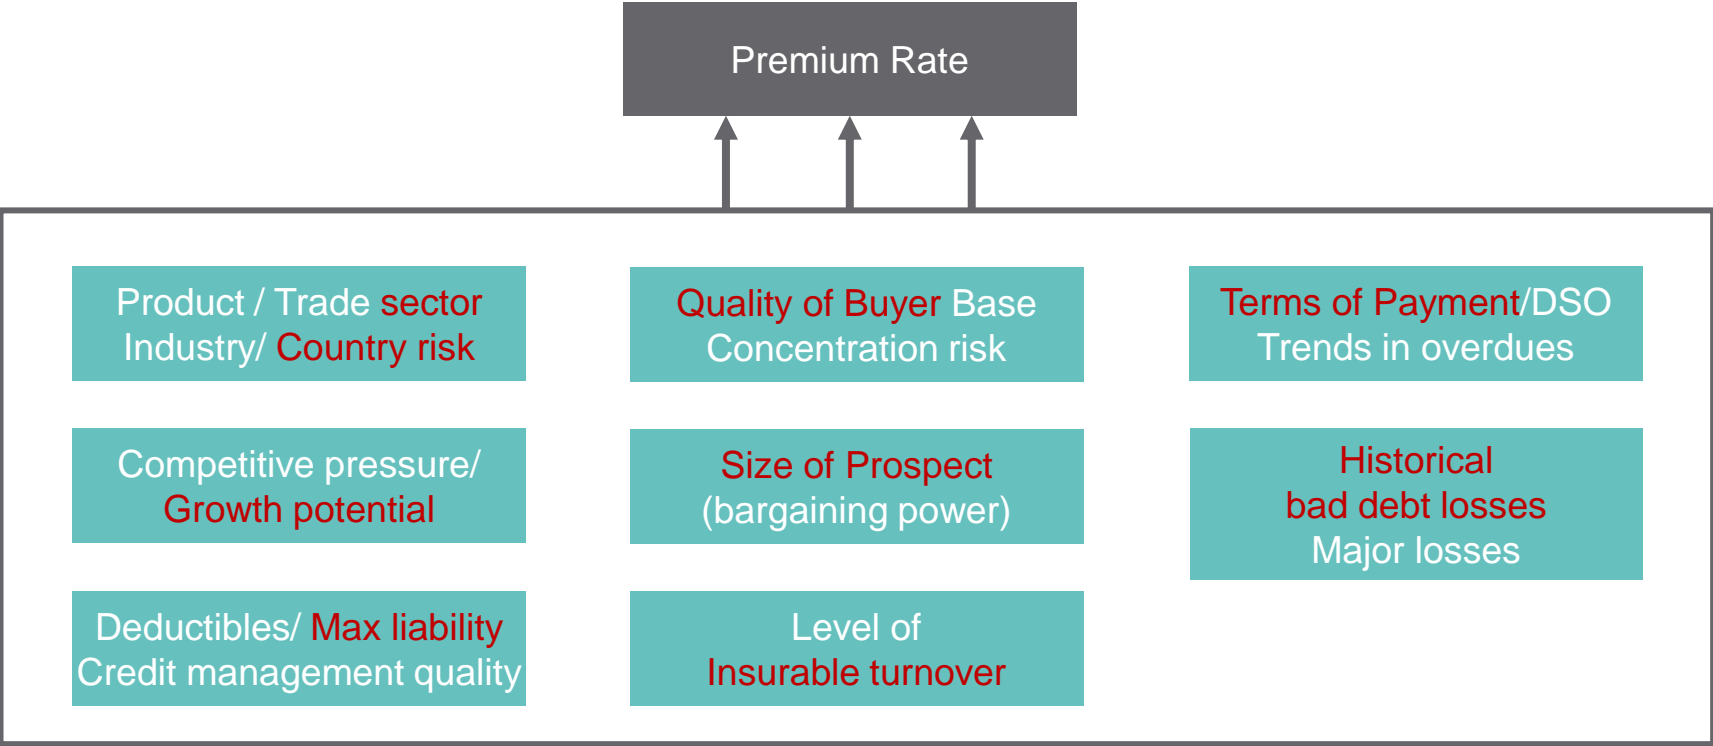 Premium Rate
Product / Trade sector
Industry/ Country risk
Quality of Buyer Base
Concentration risk
Terms of Payment/DSO
Trends in overdues
Competitive pressure/
Growth potential
Size of Prospect
(bargaining power)
Historical
bad debt losses
Major losses
Deductibles/ Max liability
Credit management quality
Level of
Insurable turnover